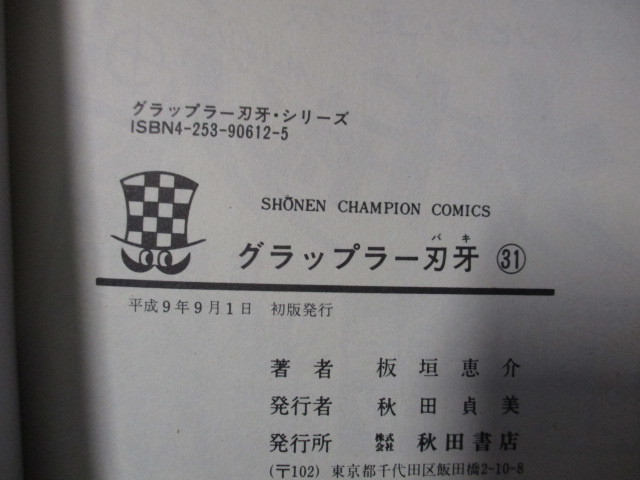 グラップラー刃牙・シリーズ
ISBN4-253-90612-5
SHŌNEN CHAMPION COMICS
バキ
グラップラー刃牙 ㉛
平成9年9月1日 初版発行
著者 板垣恵介
発行者 秋田貞美
発行所 株式会社 秋田書店
(〒102) 東京都千代田区飯田橋2-10-8